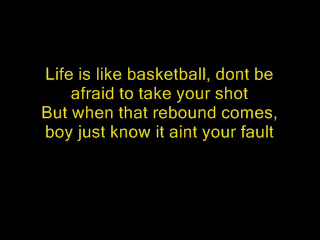 Life is like basketball, dont be
afraid to take your shot
But when that rebound comes,
boy just know it aint your fault